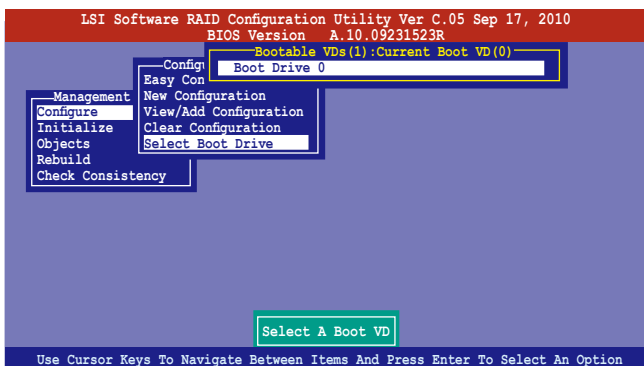 LSI Software RAID Configuration Utility Ver C.05 Sep 17, 2010
BIOS Version A.10.09231523R
Bootable VDs(1):Current Boot VD(0)
Boot Drive 0
Config
Easy Con
New Configuration
View/Add Configuration
Clear Configuration
Select Boot Drive
Management
Configure
Initialize
Objects
Rebuild
Check Consistency
Select A Boot VD
Use Cursor Keys To Navigate Between Items And Press Enter To Select An Option